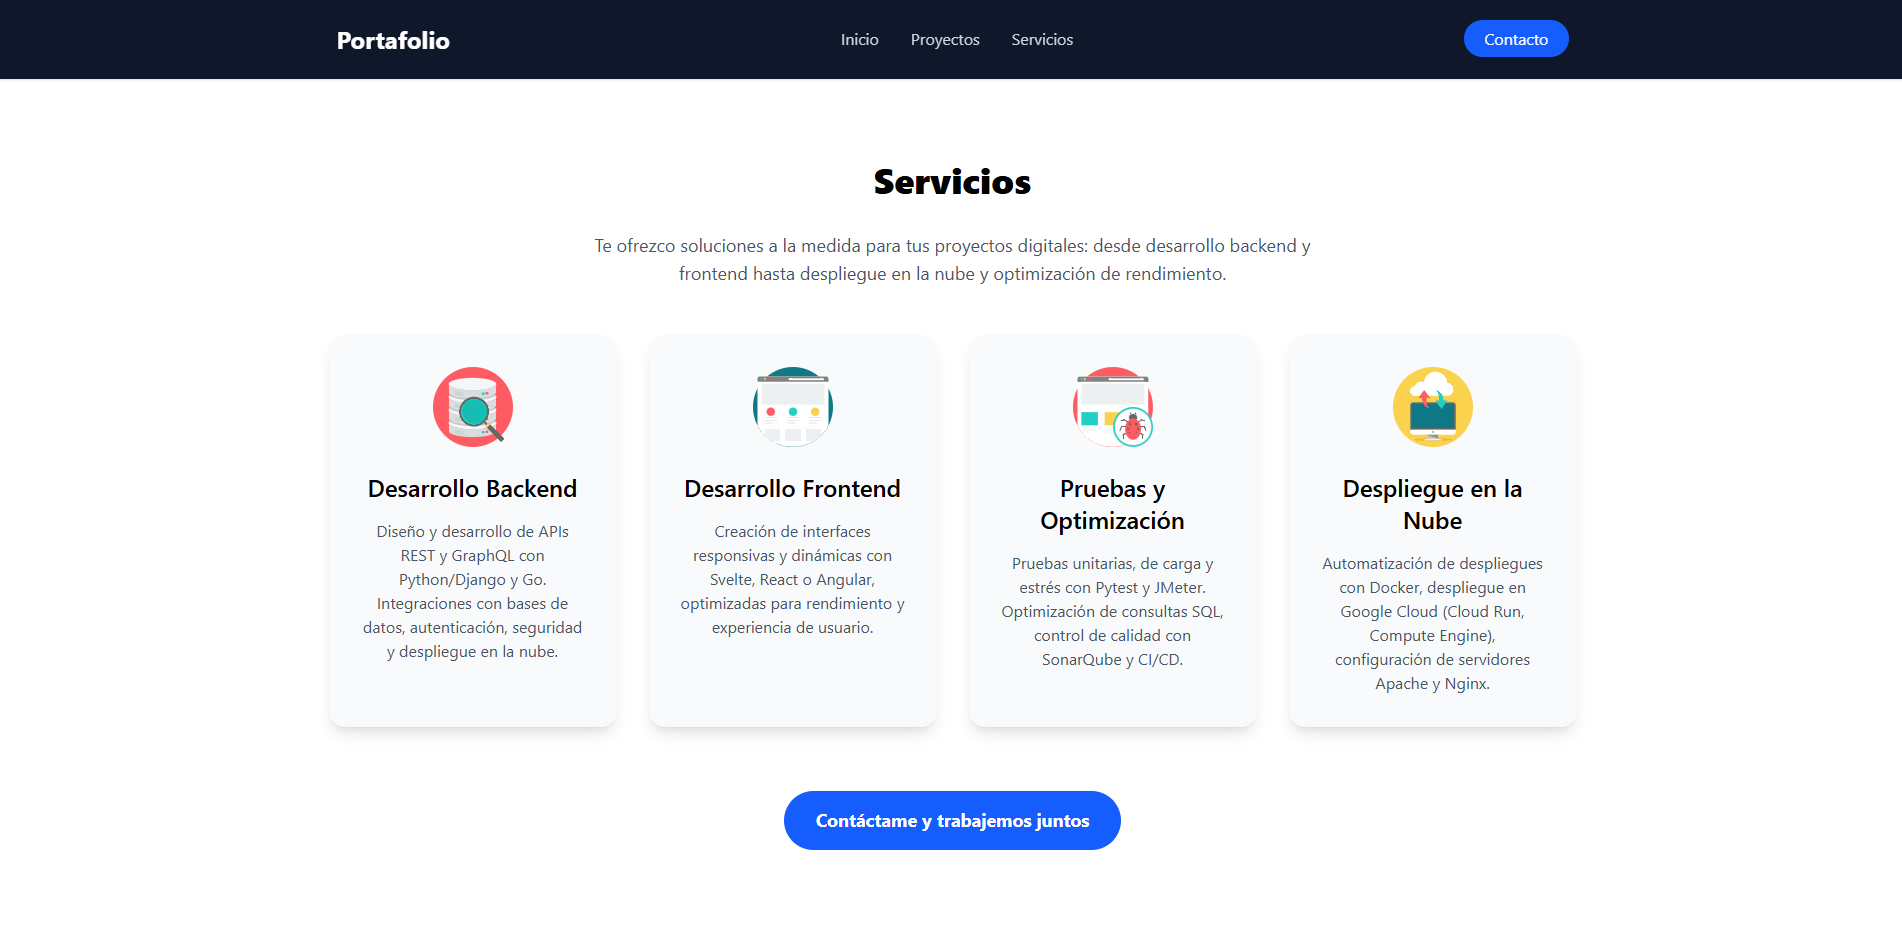 Portafolio
Inicio
Proyectos
Servicios
Contacto
Servicios
Te ofrezco soluciones a la medida para tus proyectos digitales: desde desarrollo backend y
frontend hasta despliegue en la nube y optimización de rendimiento.
Desarrollo Backend
Diseño y desarrollo de APIs
REST y GraphQL con
Python/Django y Go.
Integraciones con bases de
datos, autenticación, seguridad
y despliegue en la nube.
Desarrollo Frontend
Creación de interfaces
responsivas y dinámicas con
Svelte, React o Angular,
optimizadas para rendimiento y
experiencia de usuario.
Pruebas y
Optimización
Pruebas unitarias, de carga y
estrés con Pytest y JMeter.
Optimización de consultas SQL,
control de calidad con
SonarQube y CI/CD.
Despliegue en la
Nube
Automatización de despliegues
con Docker, despliegue en
Google Cloud (Cloud Run,
Compute Engine),
configuración de servidores
Apache y Nginx.
Contáctame y trabajemos juntos